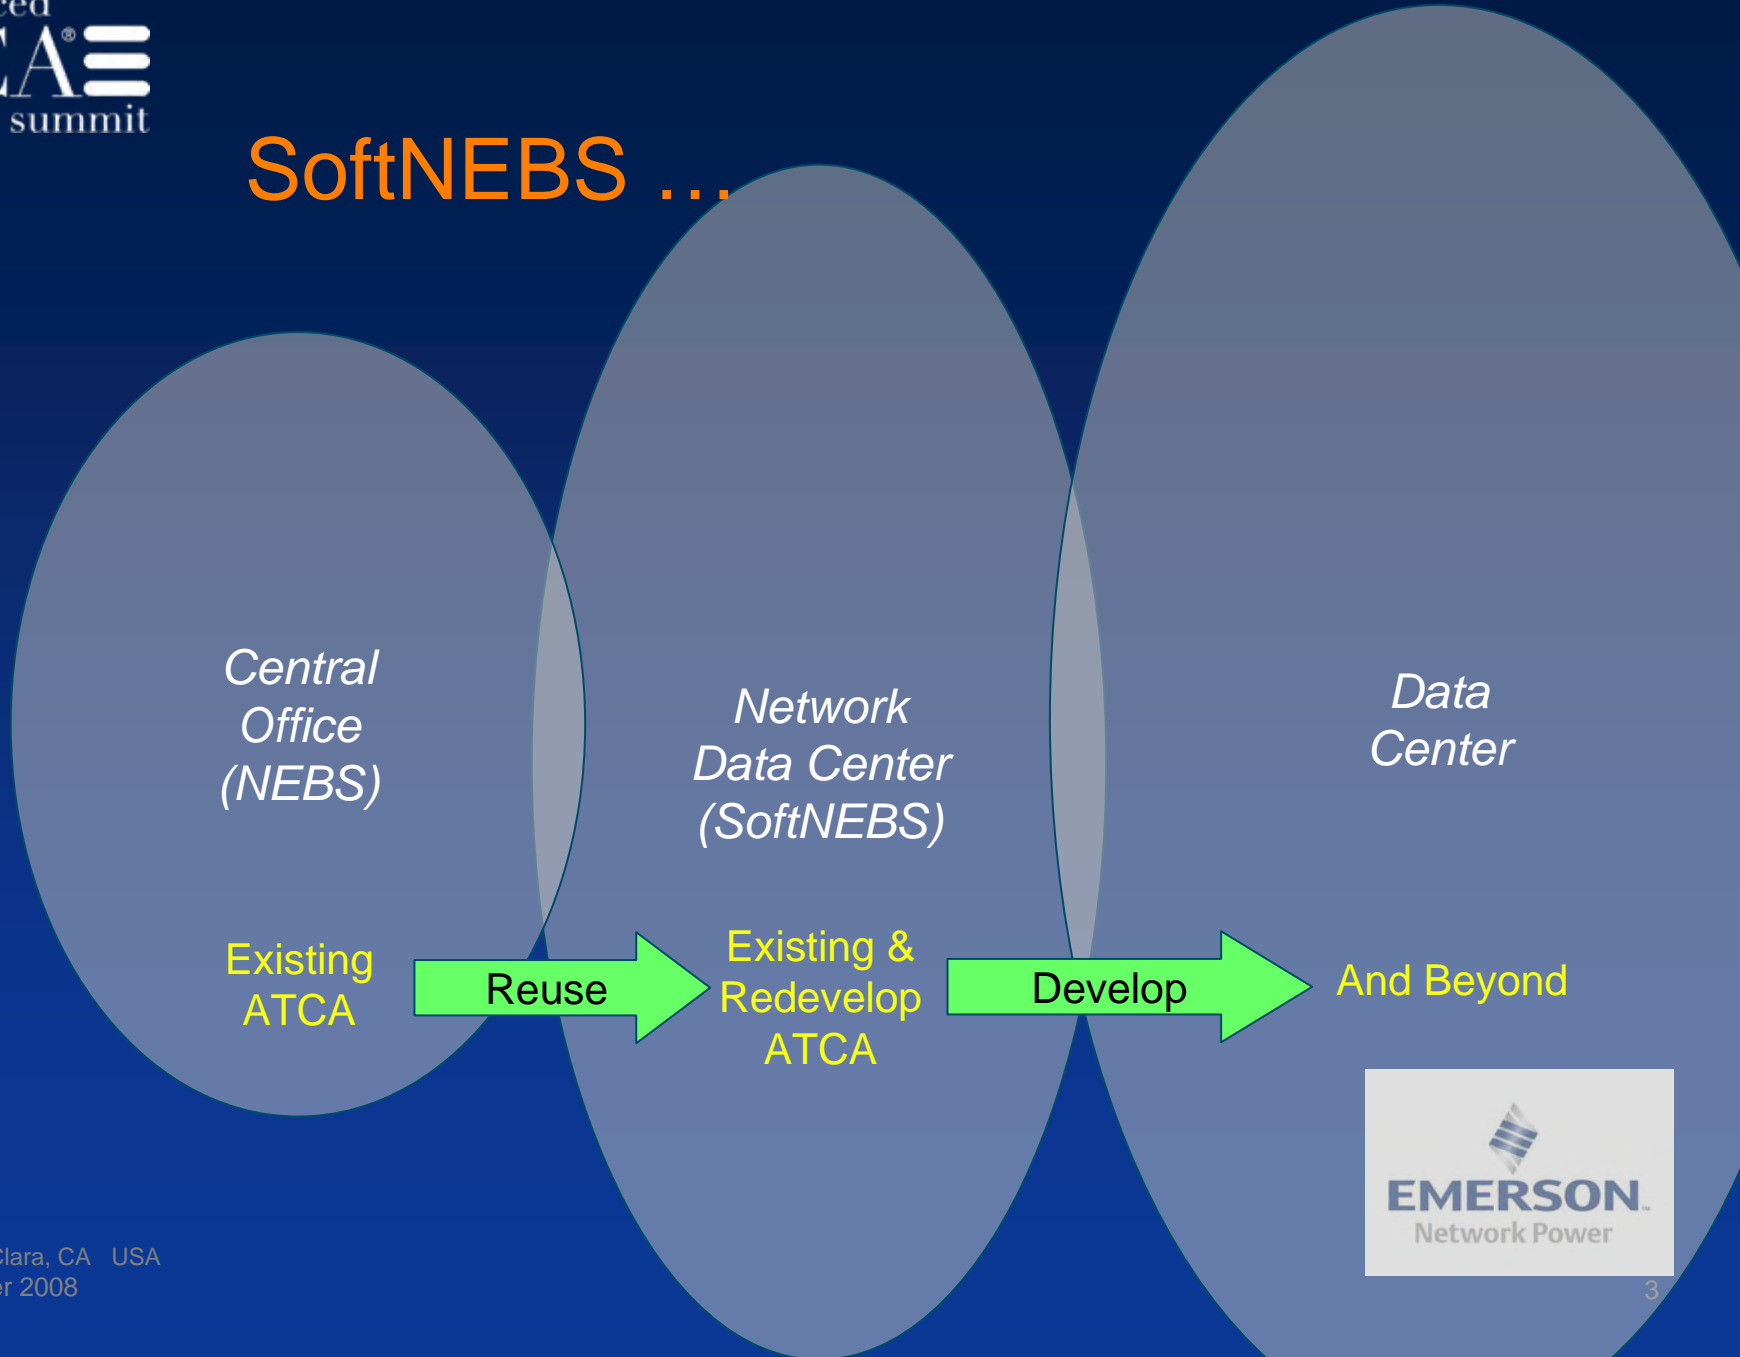 summit
SoftNEBS ...
Central
Office
(NEBS)
Network
Data Center
(SoftNEBS)
Data
Center
Existing
ATCA
Reuse
Existing &
Redevelop
ATCA
Develop
And Beyond
EMERSON™
Network Power
Clara, CA USA
2008
3